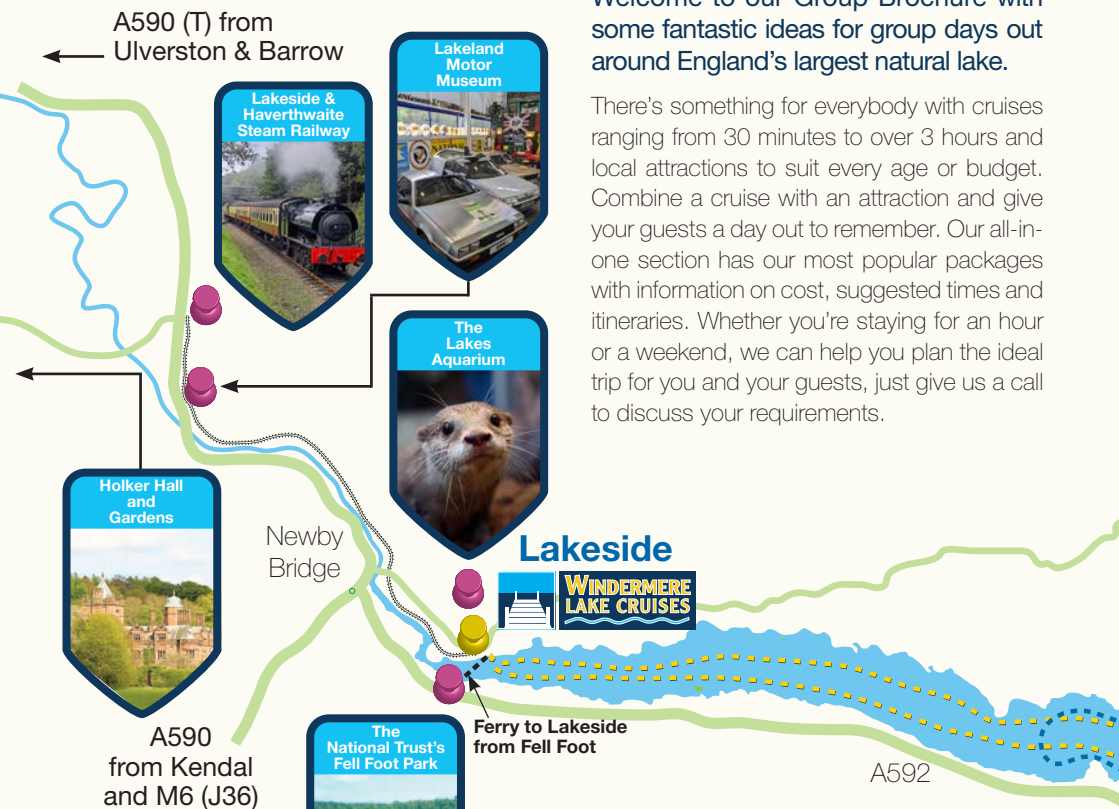 A590 (T) from
Ulverston & Barrow
Lakeside &
Haverthwaite
Steam Railway
Lakeland
Motor
Museum
Welcome to our Group Brochure with
some fantastic ideas for group days out
around England's largest natural lake.
There's something for everybody with cruises
ranging from 30 minutes to over 3 hours and
local attractions to suit every age or budget.
Combine a cruise with an attraction and give
your guests a day out to remember. Our all-in-
one section has our most popular packages
with information on cost, suggested times and
itineraries. Whether you're staying for an hour
or a weekend, we can help you plan the ideal
trip for you and your guests, just give us a call
to discuss your requirements.
The
Lakes
Aquarium
Holker Hall
and
Gardens
Newby
Bridge
Lakeside
WINDERMERE
LAKE CRUISES
Ferry to Lakeside
from Fell Foot
A590
from Kendal
and M6 (J36)
The
National Trust's
Fell Foot Park
A592